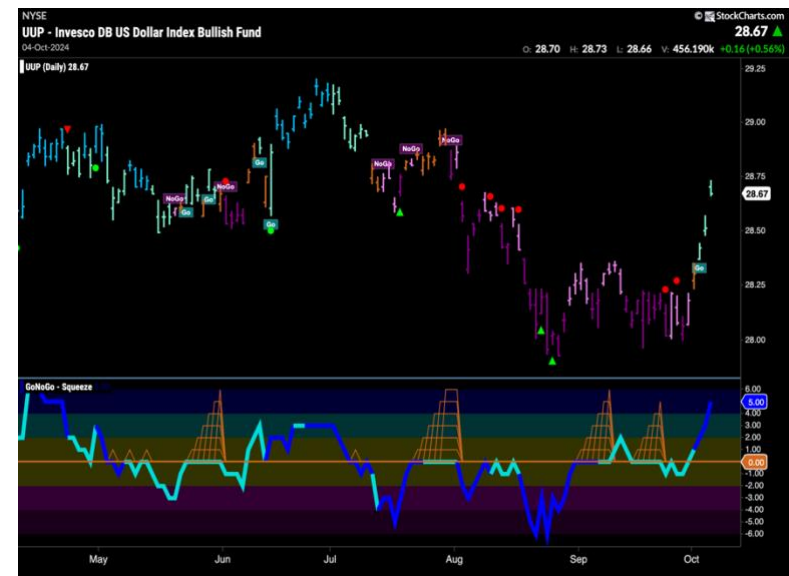 NYSE
© StockCharts.com
UUP - Invesco DB US Dollar Index Bullish Fund
28.67
04-Oct-2024
O: 28.70 H: 28.73 L: 28.66 V: 456.190k +0.16 (+0.56%)
UUP (Daily) 28.67
29.25
29.00
28.75
28.67
28.50
28.25
28.00
NoGo
Go
Go
NoGo
Go
Go
NoGo
NoGo
NoGo
Go
GoNoGo - Squeeze
6.00
5.00
4.00
3.00
2.00
1.00
0.00
-1.00
-2.00
-3.00
-4.00
-5.00
-6.00
May
Jun
Jul
Aug
Sep
Oct